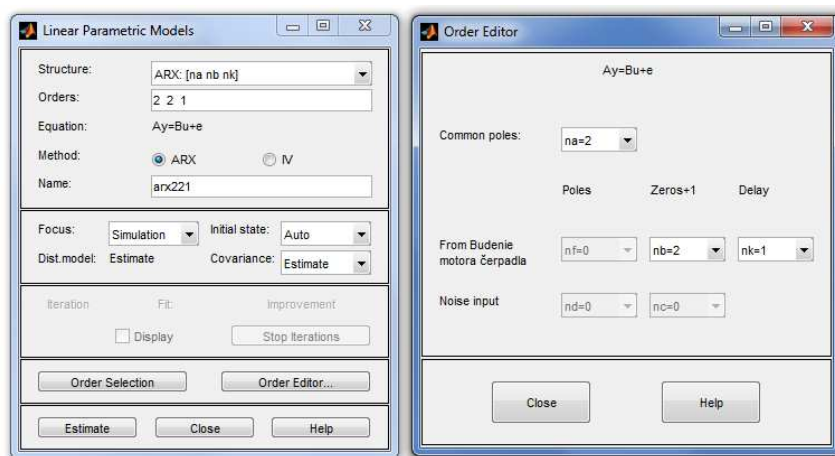 Linear Parametric Models
Structure: ARX: [na nb nk]
Orders: 2 2 1
Equation: Ay=Bu+e
Method: ARX IV
Name: arx221
Focus: Simulation Initial state: Auto
Dist.model: Estimate Covariance: Estimate
Iteration Fit: Improvement
Display Stop Iterations
Order Selection Order Editor...
Estimate Close Help
Order Editor
Ay=Bu+e
Common poles: na=2
Poles Zeros+1 Delay
From Budenie
motora čerpadla nf=0 nb=2 nk=1
Noise input nd=0 nc=0
Close Help